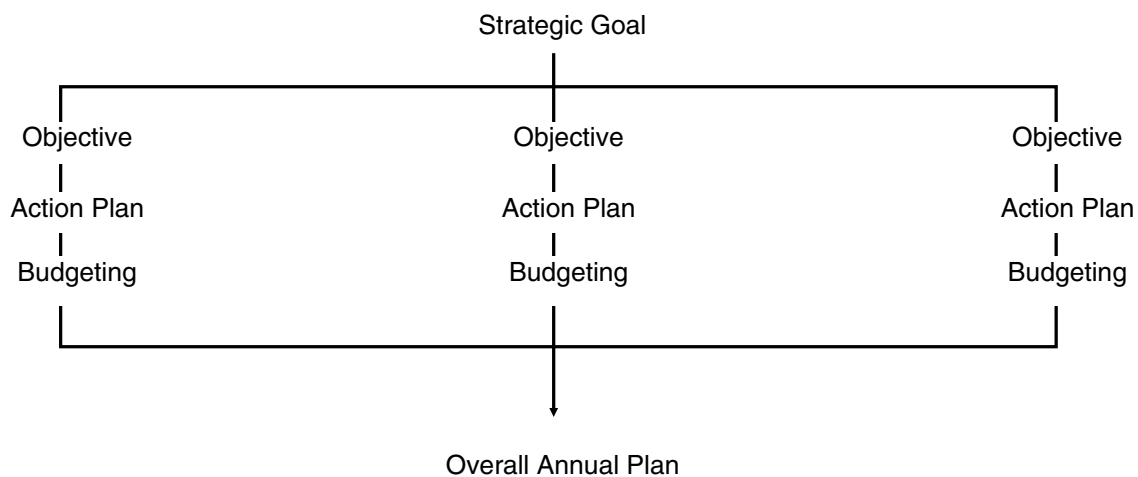 Strategic Goal
Objective Objective Objective
Action Plan Action Plan Action Plan
Budgeting Budgeting Budgeting
Overall Annual Plan